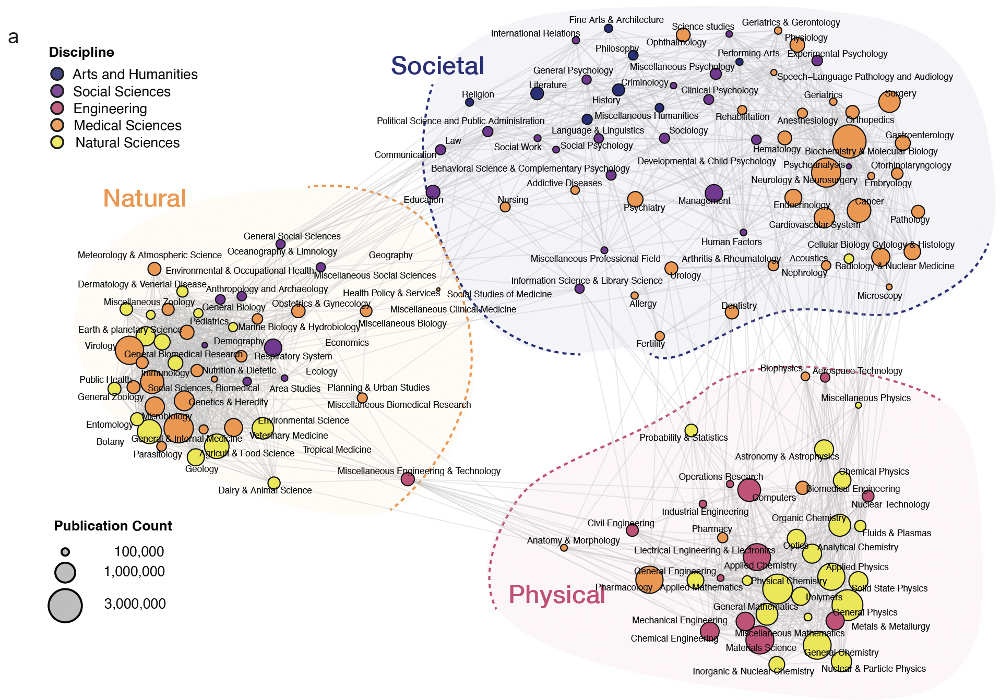 a
Discipline
Arts and Humanities
Social Sciences
Engineering
Medical Sciences
Natural Sciences
Societal
Fine Arts & Architecture
Science studies
Geriatrics & Gerontology
International Relations
Ophthalmology
Physiology
Philosophy
Performing Arts
Experimental Psychology
General Psychology
Miscellaneous Psychology
Speech-Language Pathology and Audiology
Literature
Criminology
Clinical Psychology
Religion
History
Geriatrics
Surgery
Political Science and Public Administration
Miscellaneous Humanities
Rehabilitation
Anesthesiology
Orthopedics
Language & Linguistics
Sociology
Gastroenterology
Law
Social Work
Social Psychology
Hematology
Biochemistry & Molecular Biology
Communication
Developmental & Child Psychology
Psychoanalysis
Otorhinolaryngology
Behavioral Science & Complementary Psychology
Neurology & Neurosurgery
Embryology
Addictive Diseases
Education
Nursing
Psychiatry
Management
Endocrinology
Cancer
Cardiovascular System
Pathology
Human Factors
Cellular Biology Cytology & Histology
Miscellaneous Professional Field
Arthritis & Rheumatology
Acoustics
Radiology & Nuclear Medicine
Urology
Nephrology
Information Science & Library Science
Social Studies of Medicine
Allergy
Microscopy
Dentistry
Fertility
Natural
General Social Sciences
Oceanography & Limnology
Meteorology & Atmospheric Science
Geography
Environmental & Occupational Health
Miscellaneous Social Sciences
Dermatology & Venerial Disease
Anthropology and Archaeology
Health Policy & Services
Miscellaneous Zoology
General Biology
Obstetrics & Gynecology
Miscellaneous Clinical Medicine
Pediatrics
Marine Biology & Hydrobiology
Miscellaneous Biology
Earth & planetary Science
Virology
Demography
Economics
General Biomedical Research
Respiratory System
Immunology
Nutrition & Dietetic
Ecology
Public Health
Social Sciences, Biomedical
Area Studies
Planning & Urban Studies
General Zoology
Genetics & Heredity
Miscellaneous Biomedical Research
Microbiology
Environmental Science
Entomology
General & Internal Medicine
Veterinary Medicine
Botany
Parasitology
Agricult & Food Science
Tropical Medicine
Geology
Miscellaneous Engineering & Technology
Dairy & Animal Science
Publication Count
100,000
1,000,000
3,000,000
Physical
Biophysics
Aerospace Technology
Miscellaneous Physics
Probability & Statistics
Astronomy & Astrophysics
Operations Research
Chemical Physics
Computers
Biomedical Engineering
Nuclear Technology
Industrial Engineering
Civil Engineering
Organic Chemistry
Pharmacy
Fluids & Plasmas
Anatomy & Morphology
Electrical Engineering & Electronics
Optics
Analytical Chemistry
General Engineering
Applied Chemistry
Applied Physics
Pharmacology
Applied Mathematics
Physical Chemistry
Solid State Physics
Polymers
General Mathematics
General Physics
Mechanical Engineering
Metals & Metallurgy
Chemical Engineering
Miscellaneous Mathematics
Materials Science
General Chemistry
Inorganic & Nuclear Chemistry
Nuclear & Particle Physics